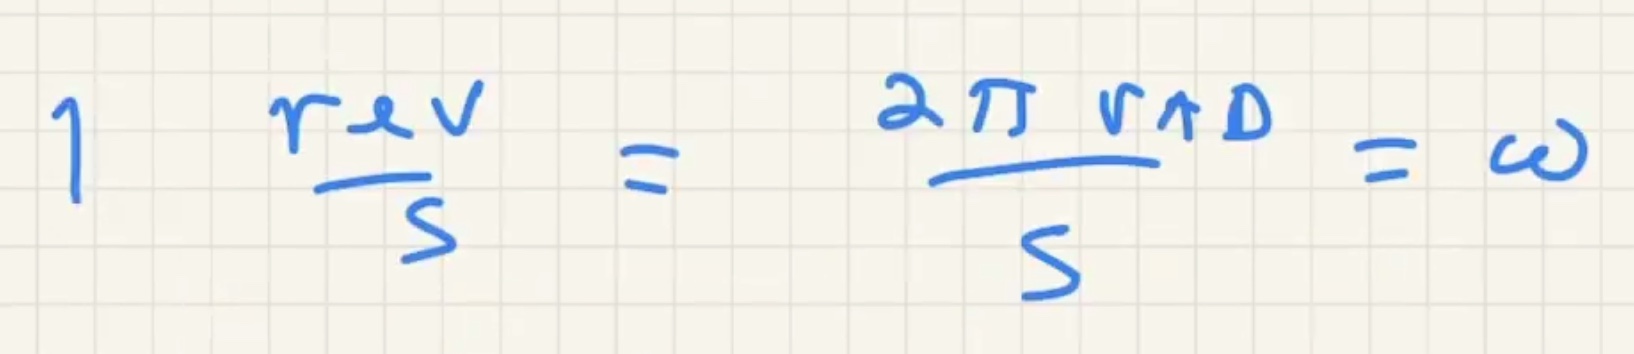 1 rev/s = 2π rAD/s = ω